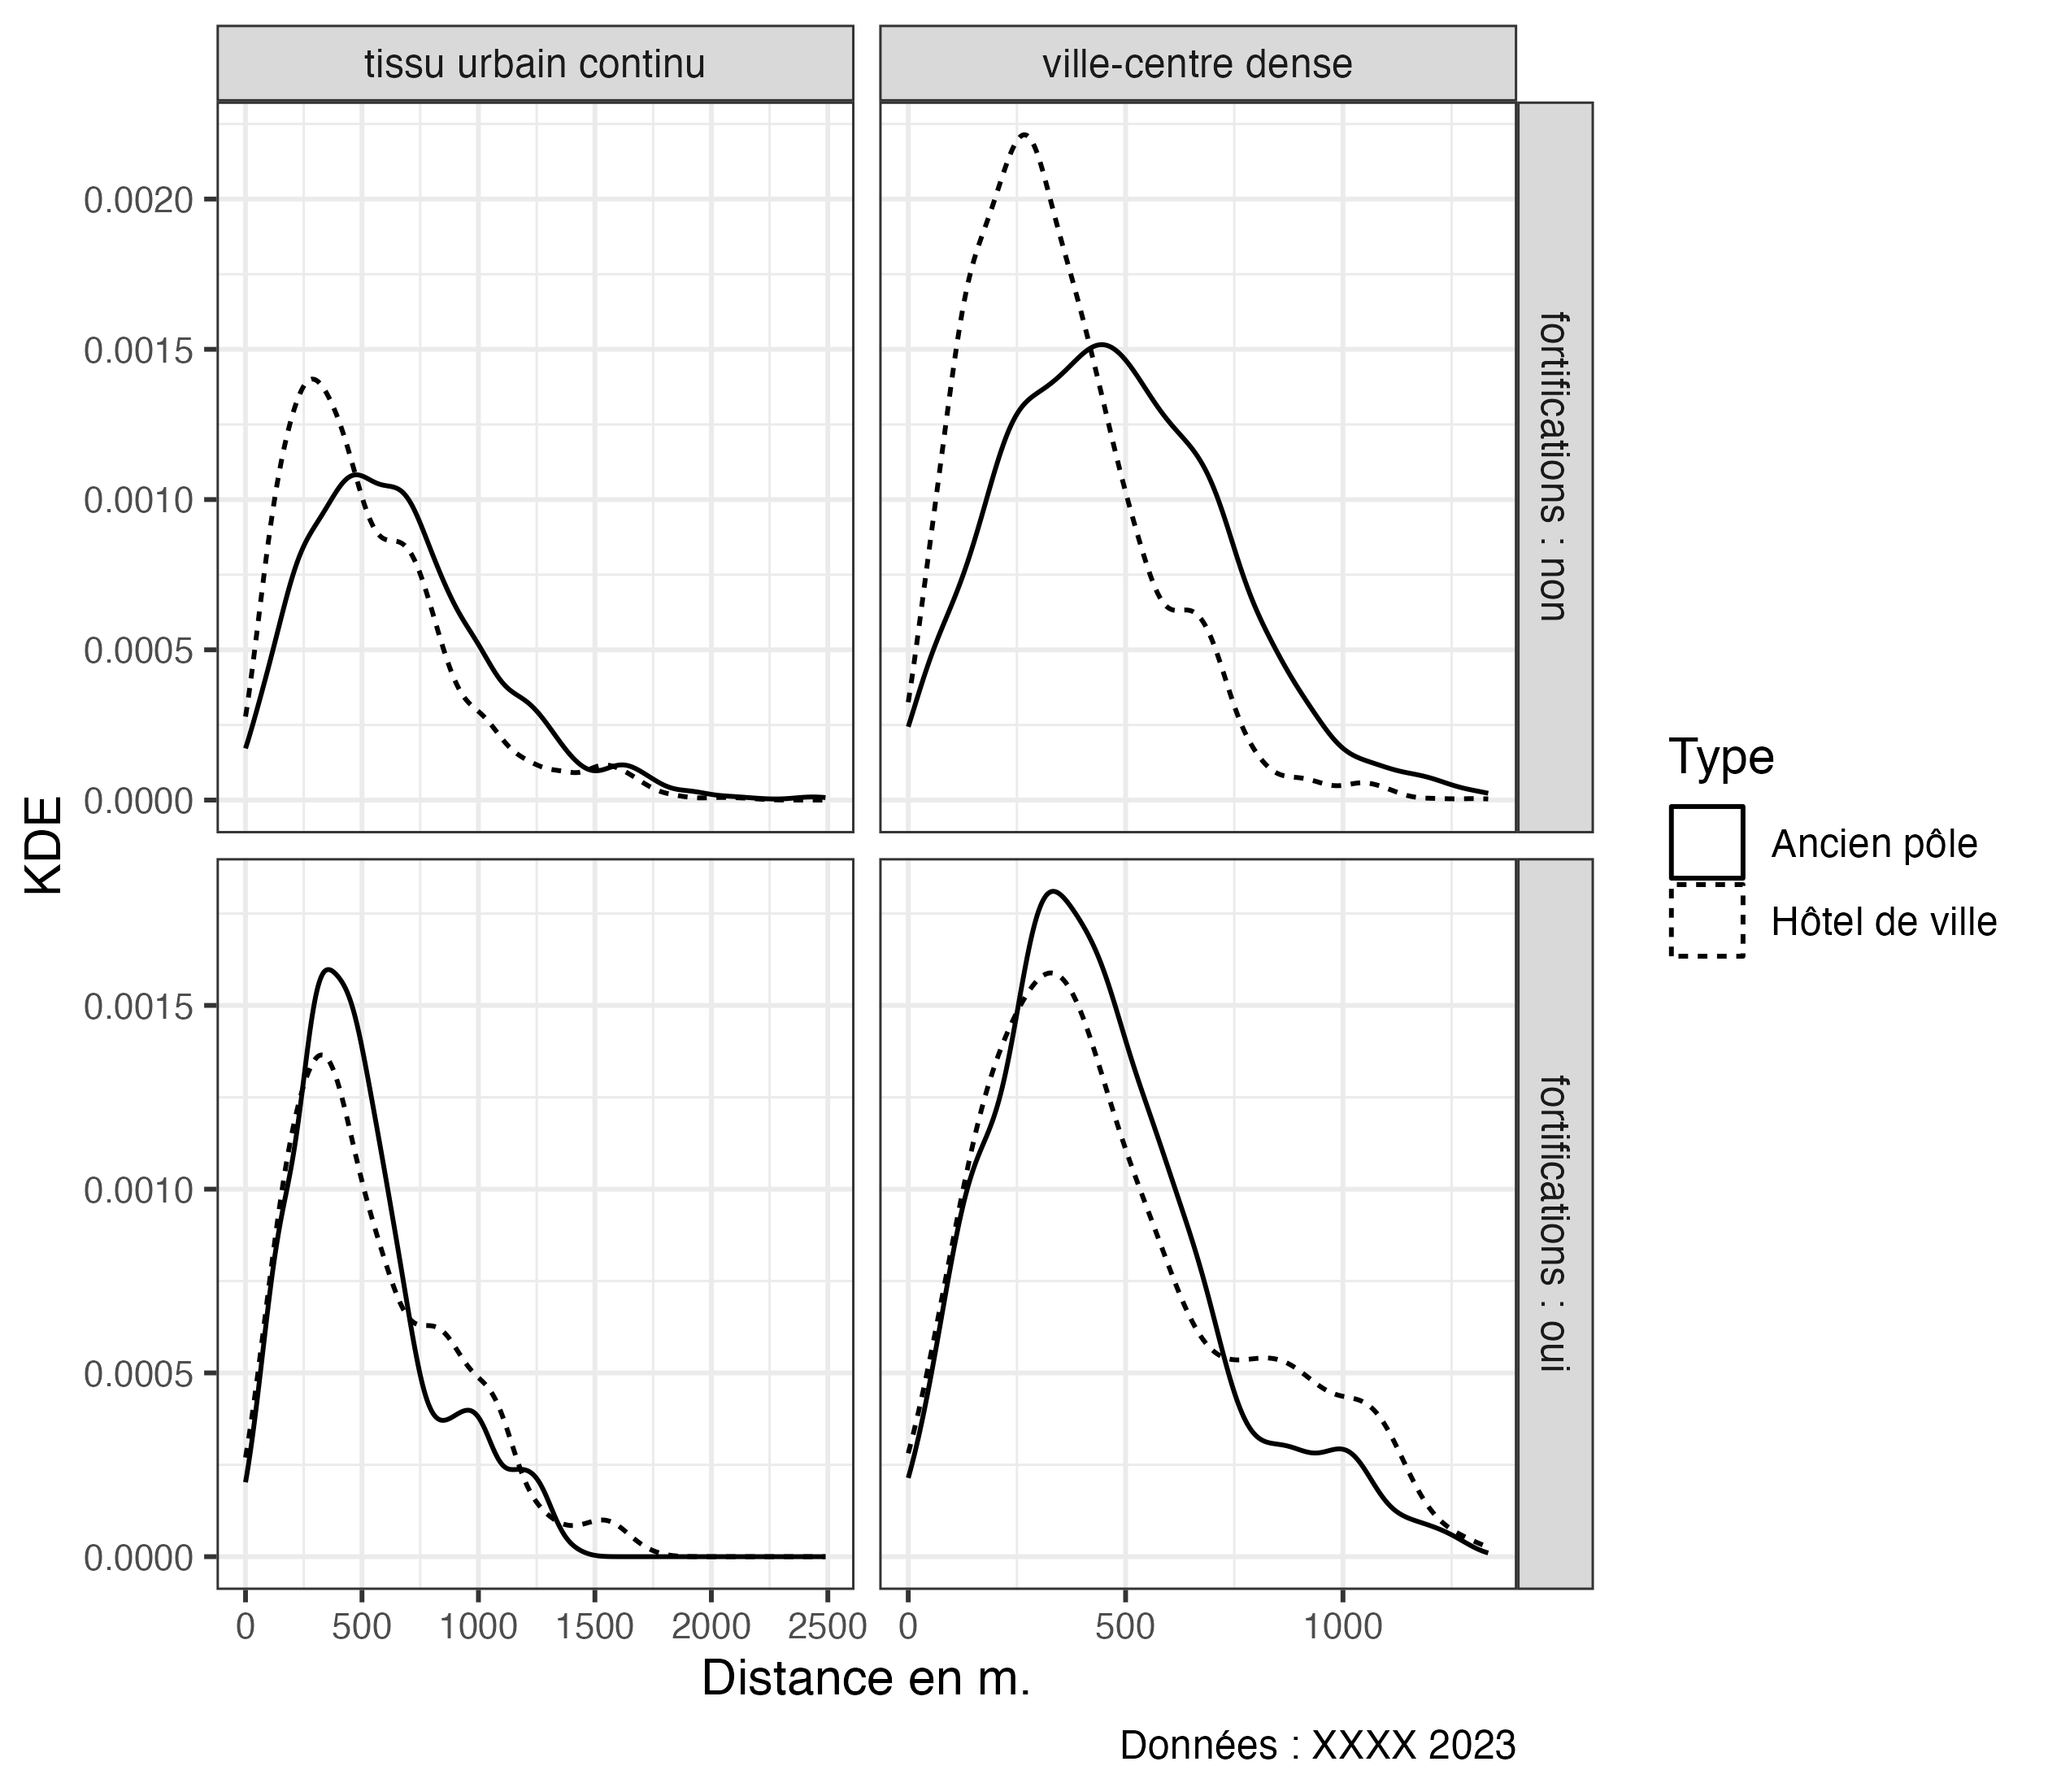 tissu urbain continu
ville-centre dense
0.0020
0.0015
0.0010
0.0005
0.0000
fortifications : non
KDE
0.0015
0.0010
0.0005
0.0000
fortifications : oui
0 500 1000 1500 2000 2500
0 500 1000
Distance en m.
Données : XXXX 2023
Type
Ancien pôle
Hôtel de ville